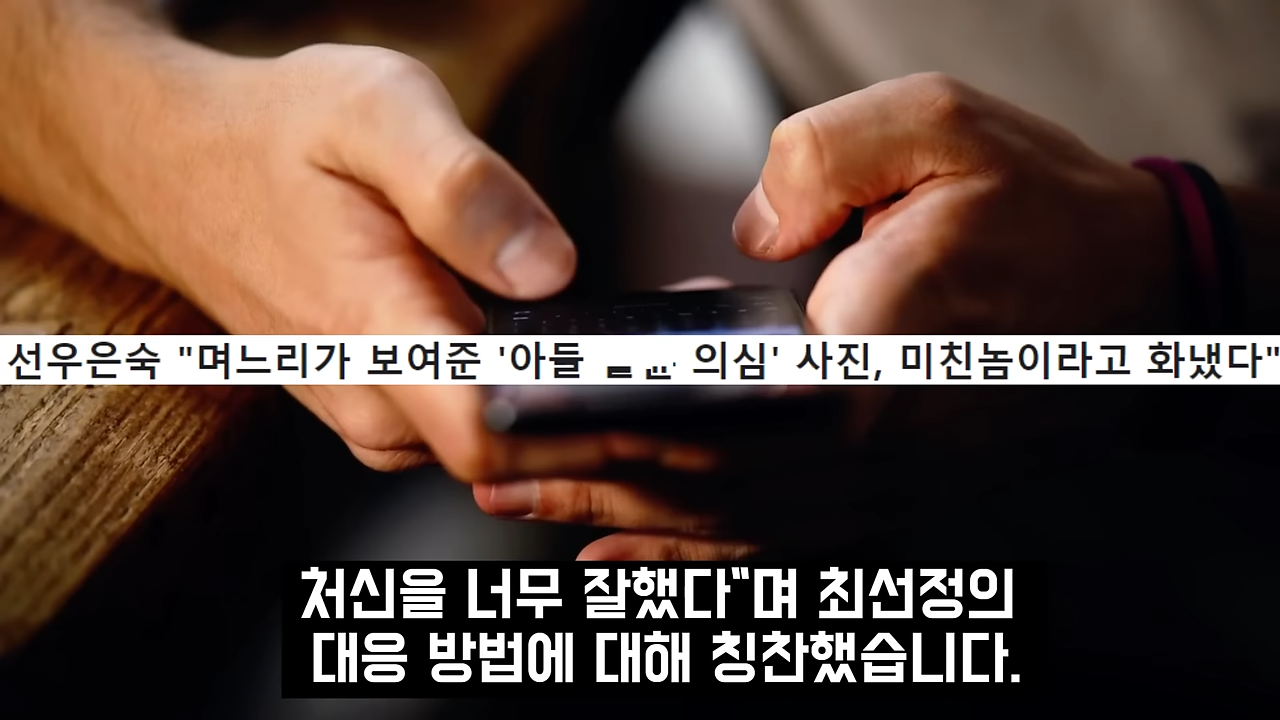 선우은숙 "며느리가 보여준 '아들 의심' 사진, 미친놈이라고 화냈다"
처신을 너무 잘했다“며 최선정의
대응 방법에 대해 칭찬했습니다.